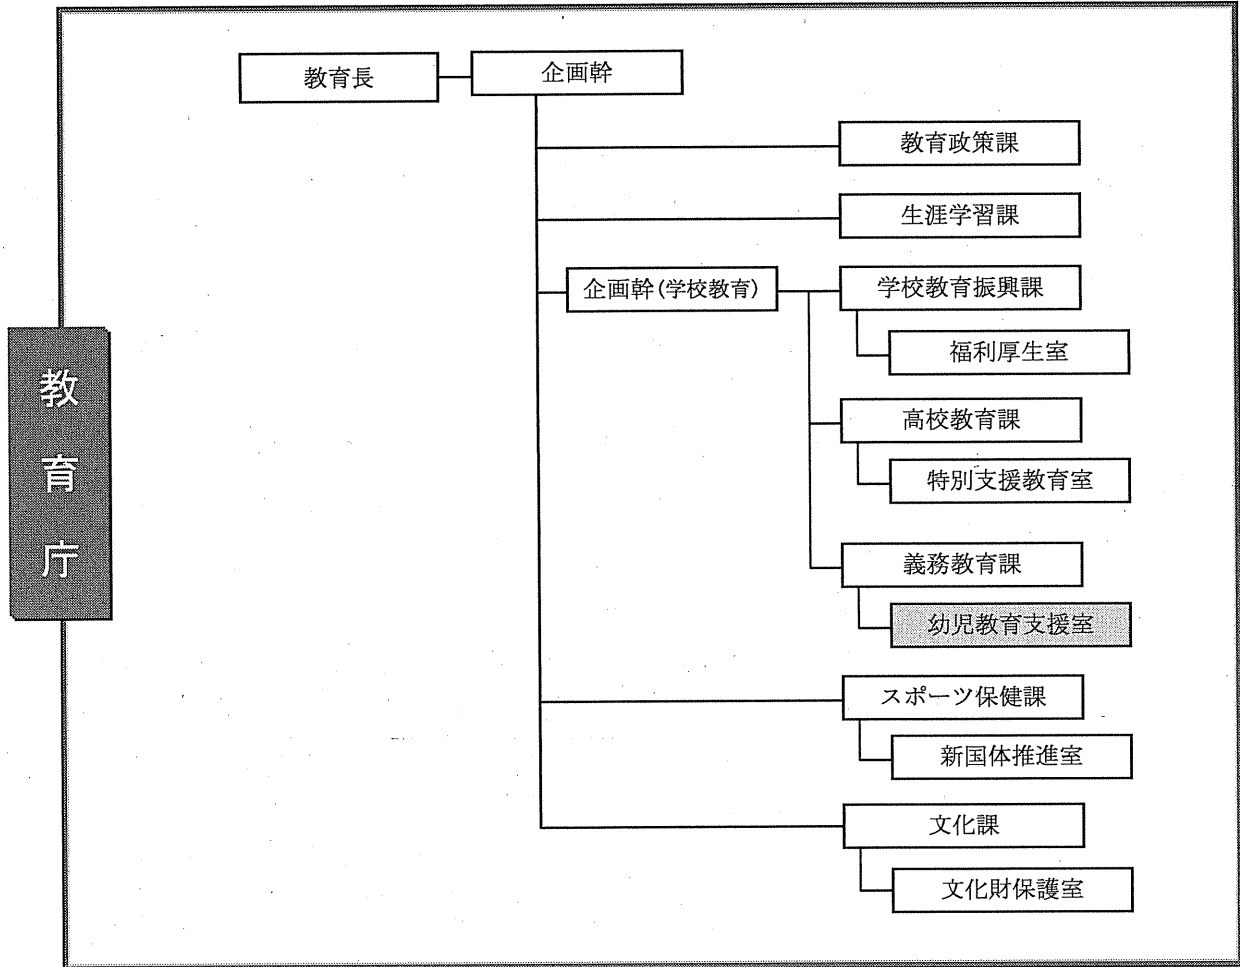 教育庁
教育長
企画幹
教育政策課
生涯学習課
企画幹(学校教育)
学校教育振興課
福利厚生室
高校教育課
特別支援教育室
義務教育課
幼児教育支援室
スポーツ保健課
新国体推進室
文化課
文化財保護室